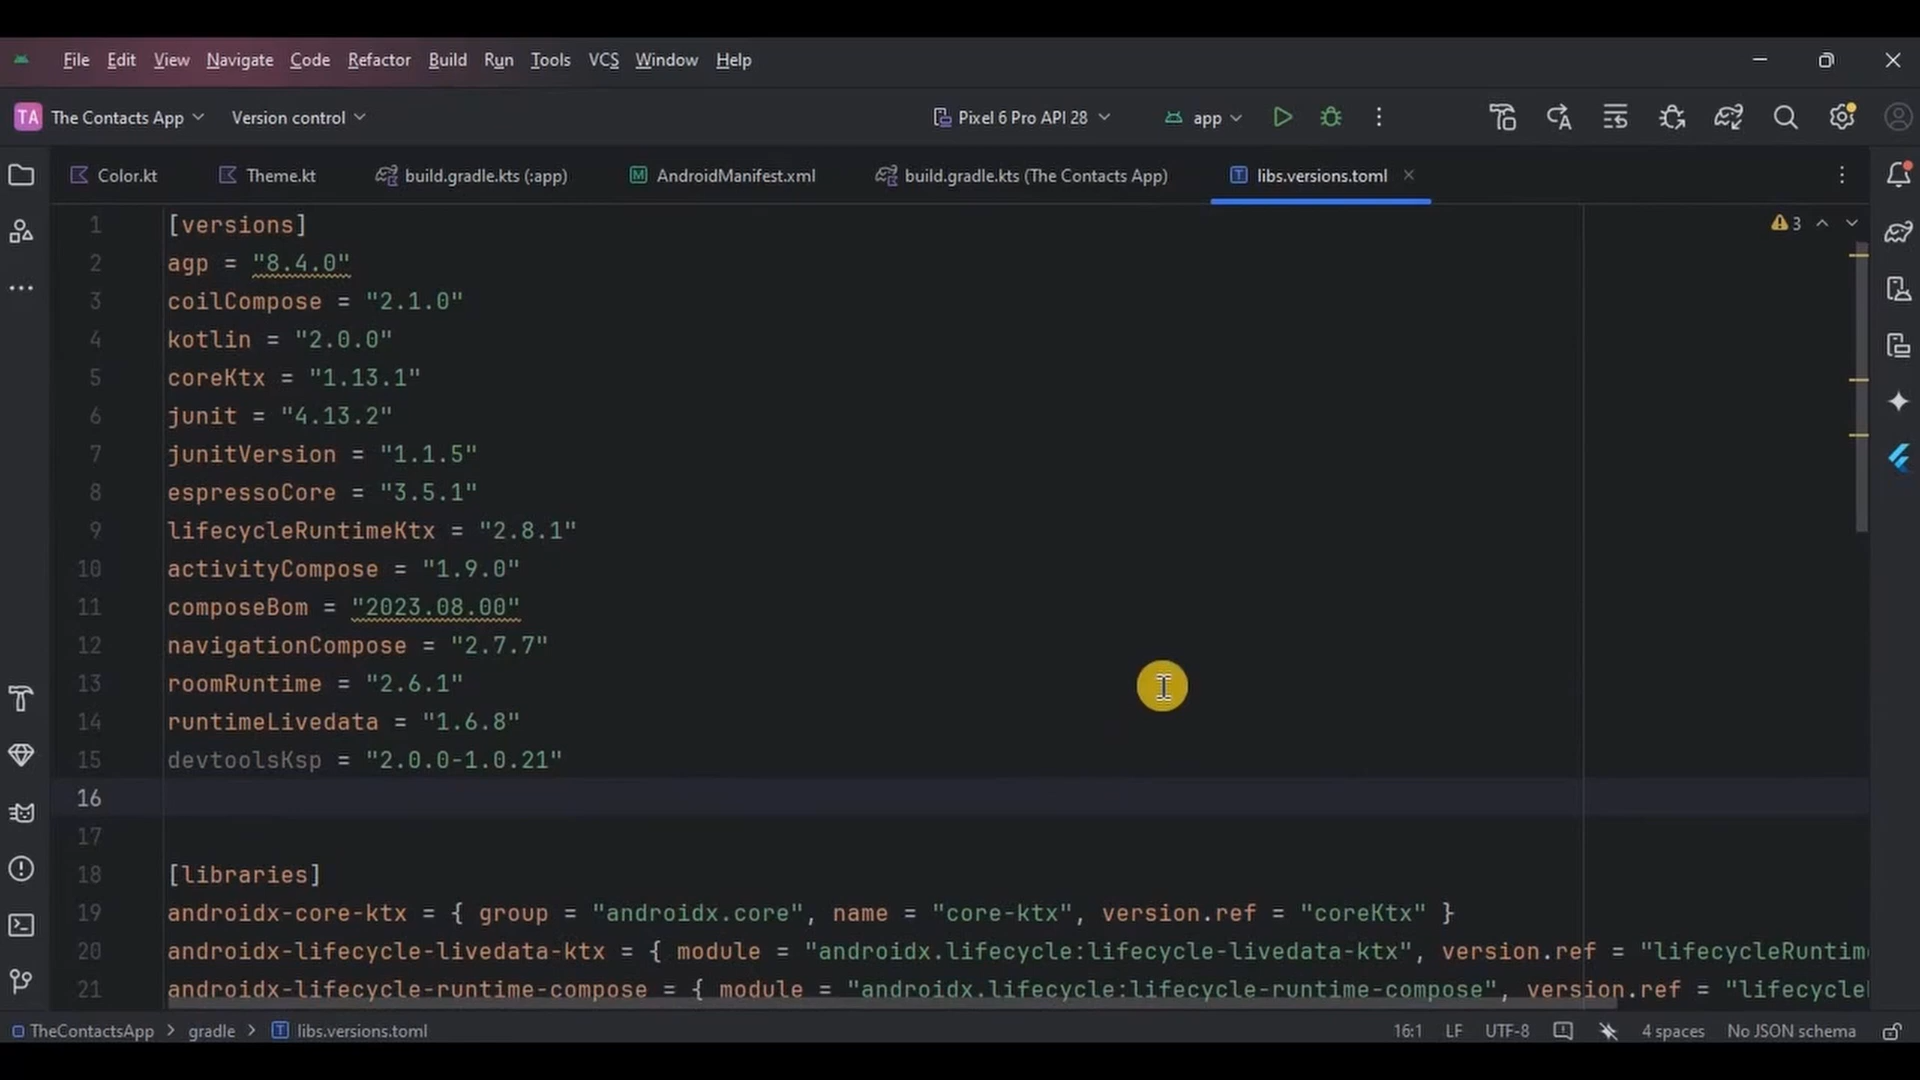 File Edit View Navigate Code Refactor Build Run Tools VCS Window Help
TA The Contacts App Version control Pixel 6 Pro API 28 app
Color.kt Theme.kt build.gradle.kts (:app) AndroidManifest.xml build.gradle.kts (The Contacts App) libs.versions.toml
1 [versions] 3
2 agp = "8.4.0"
3 coilCompose = "2.1.0"
4 kotlin = "2.0.0"
5 coreKtx = "1.13.1"
6 junit = "4.13.2"
7 junitVersion = "1.1.5"
8 espressoCore = "3.5.1"
9 lifecycleRuntimeKtx = "2.8.1"
10 activityCompose = "1.9.0"
11 composeBom = "2023.08.00"
12 navigationCompose = "2.7.7"
13 roomRuntime = "2.6.1"
14 runtimeLivedata = "1.6.8"
15 devtoolsKsp = "2.0.0-1.0.21"
16
17
18 [libraries]
19 androidx-core-ktx = { group = "androidx.core", name = "core-ktx", version.ref = "coreKtx" }
20 androidx-lifecycle-livedata-ktx = { module = "androidx.lifecycle:lifecycle-livedata-ktx", version.ref = "lifecycleRuntim
21 androidx-lifecycle-runtime-compose = { module = "androidx.lifecycle:lifecycle-runtime-compose", version.ref = "lifecycle
TheContactsApp > gradle > libs.versions.toml 16:1 LF UTF-8 4 spaces No JSON schema